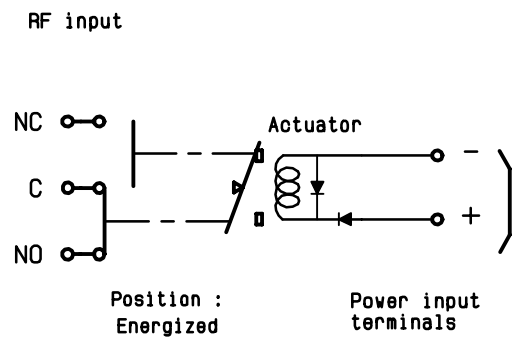 RF input
NC
Actuator
-
C
+
NO
Position :
Energized
Power input
terminals